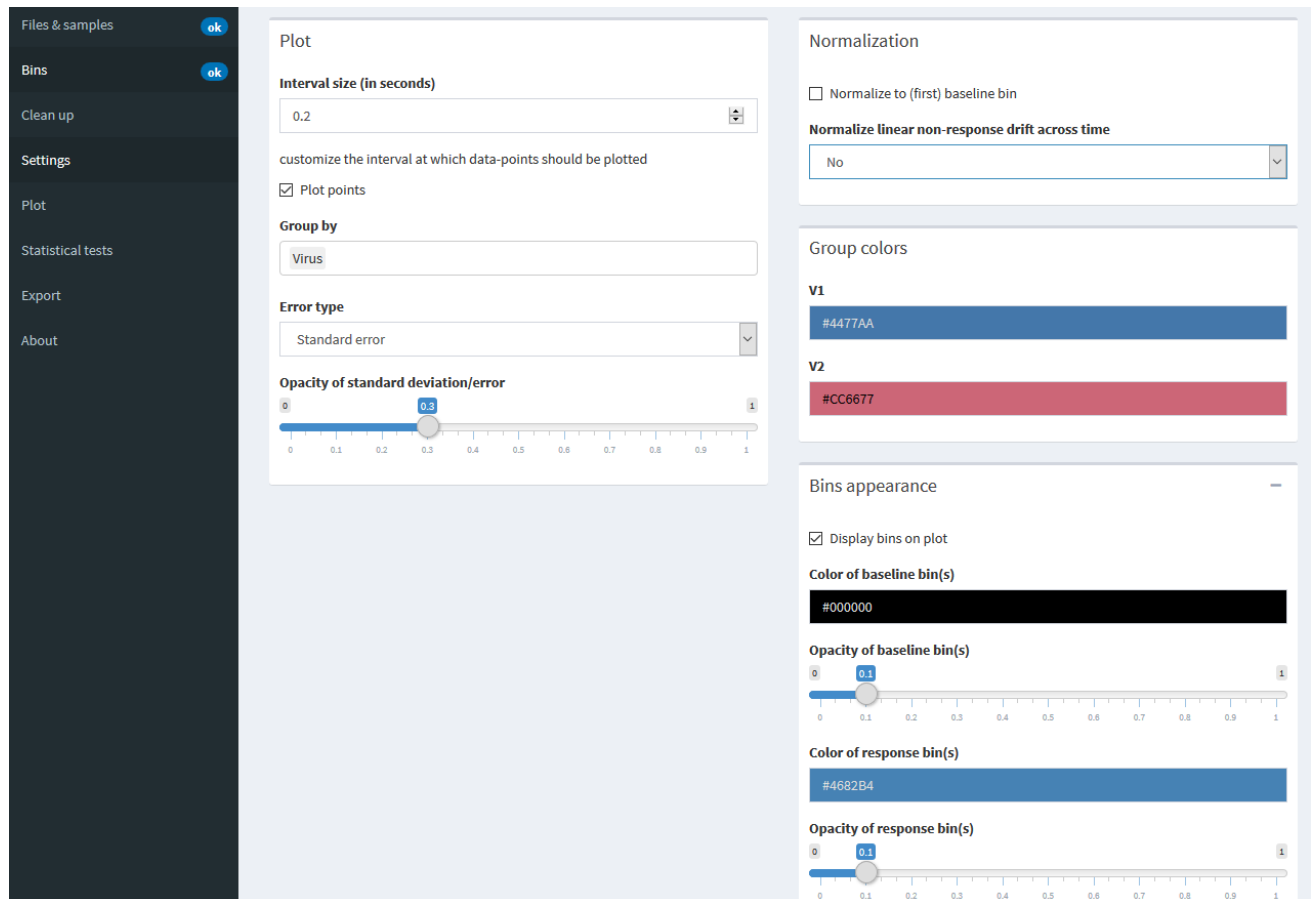 Files & samples
ok
Bins
ok
Clean up
Settings
Plot
Statistical tests
Export
About
Plot
Interval size (in seconds)
0.2
customize the interval at which data-points should be plotted
Plot points
Group by
Virus
Error type
Standard error
Opacity of standard deviation/error
0 0.3 1
0 0.1 0.2 0.3 0.4 0.5 0.6 0.7 0.8 0.9 1
Normalization
Normalize to (first) baseline bin
Normalize linear non-response drift across time
No
Group colors
V1
#4477AA
V2
#CC6677
Bins appearance
Display bins on plot
Color of baseline bin(s)
#000000
Opacity of baseline bin(s)
0 0.1 1
0 0.1 0.2 0.3 0.4 0.5 0.6 0.7 0.8 0.9 1
Color of response bin(s)
#4682B4
Opacity of response bin(s)
0 0.1 1
0 0.1 0.2 0.3 0.4 0.5 0.6 0.7 0.8 0.9 1